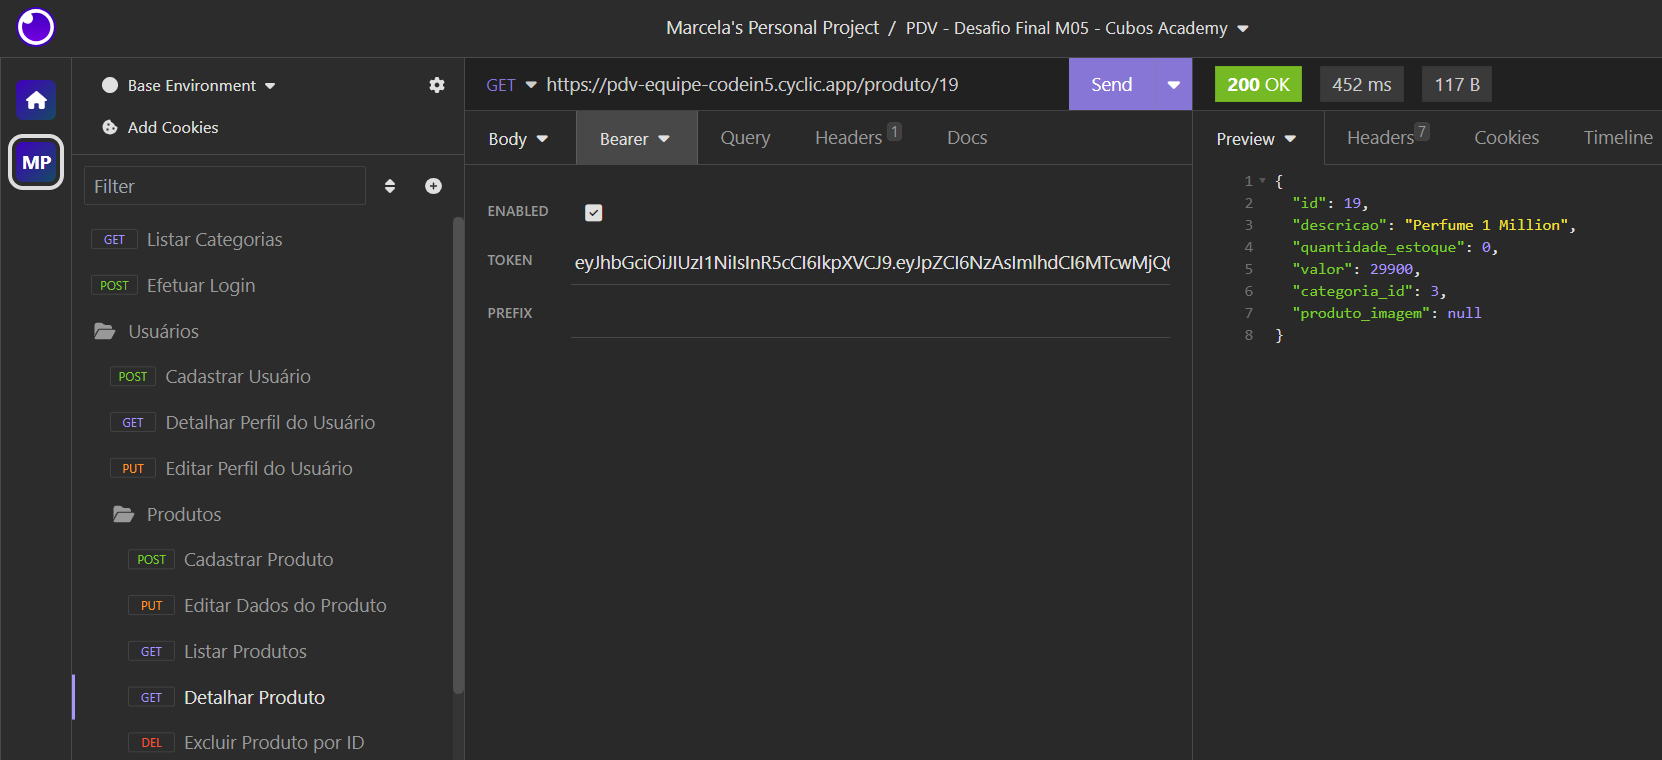 Marcela's Personal Project / PDV - Desafio Final M05 - Cubos Academy
MP
Base Environment
Add Cookies
Filter
GET Listar Categorias
POST Efetuar Login
Usuários
POST Cadastrar Usuário
GET Detalhar Perfil do Usuário
PUT Editar Perfil do Usuário
Produtos
POST Cadastrar Produto
PUT Editar Dados do Produto
GET Listar Produtos
GET Detalhar Produto
DEL Excluir Produto por ID
GET https://pdv-equipe-codein5.cyclic.app/produto/19 Send
Body Bearer Query Headers 1 Docs
ENABLED
TOKEN eyJhbGciOiJIUzI1NiIsInR5cCI6IkpXVCJ9.eyJpZCI6NzAsImlhdCI6MTcwMjQ0
PREFIX
200 OK 452 ms 117 B
Preview Headers 7 Cookies Timeline
1 {
2 "id": 19,
3 "descricao": "Perfume 1 Million",
4 "quantidade_estoque": 0,
5 "valor": 29900,
6 "categoria_id": 3,
7 "produto_imagem": null
8 }